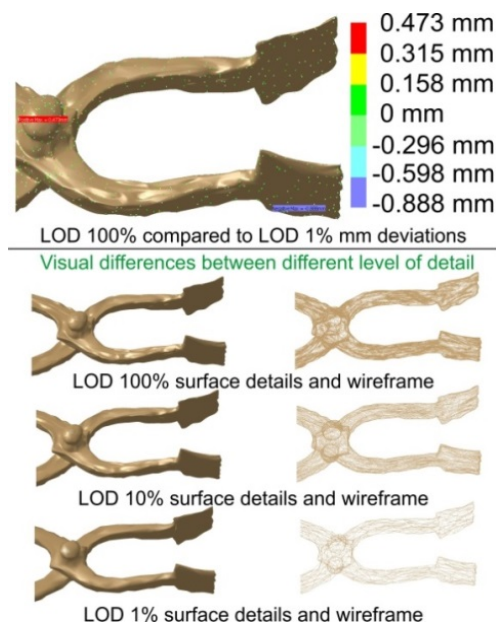 0.473 mm
0.315 mm
0.158 mm
0 mm
-0.296 mm
-0.598 mm
-0.888 mm
LOD 100% compared to LOD 1% mm deviations
Visual differences between different level of detail
LOD 100% surface details and wireframe
LOD 10% surface details and wireframe
LOD 1% surface details and wireframe